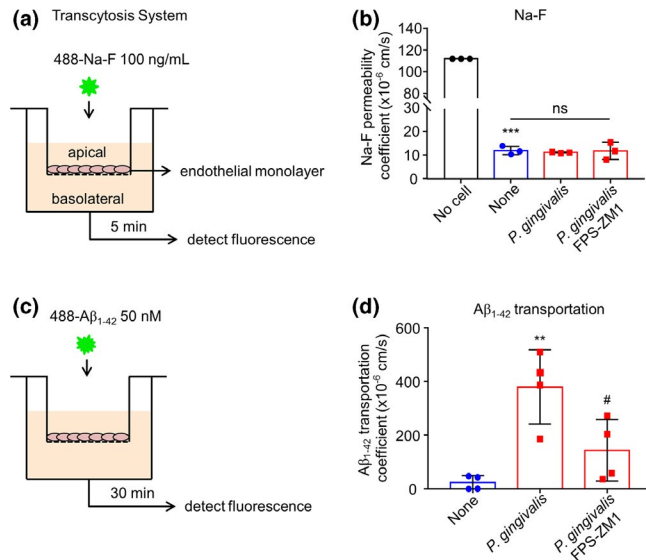 (a) Transcytosis System
488-Na-F 100 ng/mL
apical
endothelial monolayer
basolateral
5 min
detect fluorescence
(b) Na-F
Na-F permeability
coefficient (x10-6 cm/s)
140
120
100
80
30
20
10
0
ns
***
No cell
None
P. gingivalis
P. gingivalis
FPS-ZM1
(c)
488-Aβ1-42 50 nM
30 min
detect fluorescence
(d) Aβ1-42 transportation
Aβ1-42 transportation
coefficient (x10-6 cm/s)
600
400
200
0
**
#
None
P. gingivalis
P. gingivalis
FPS-ZM1